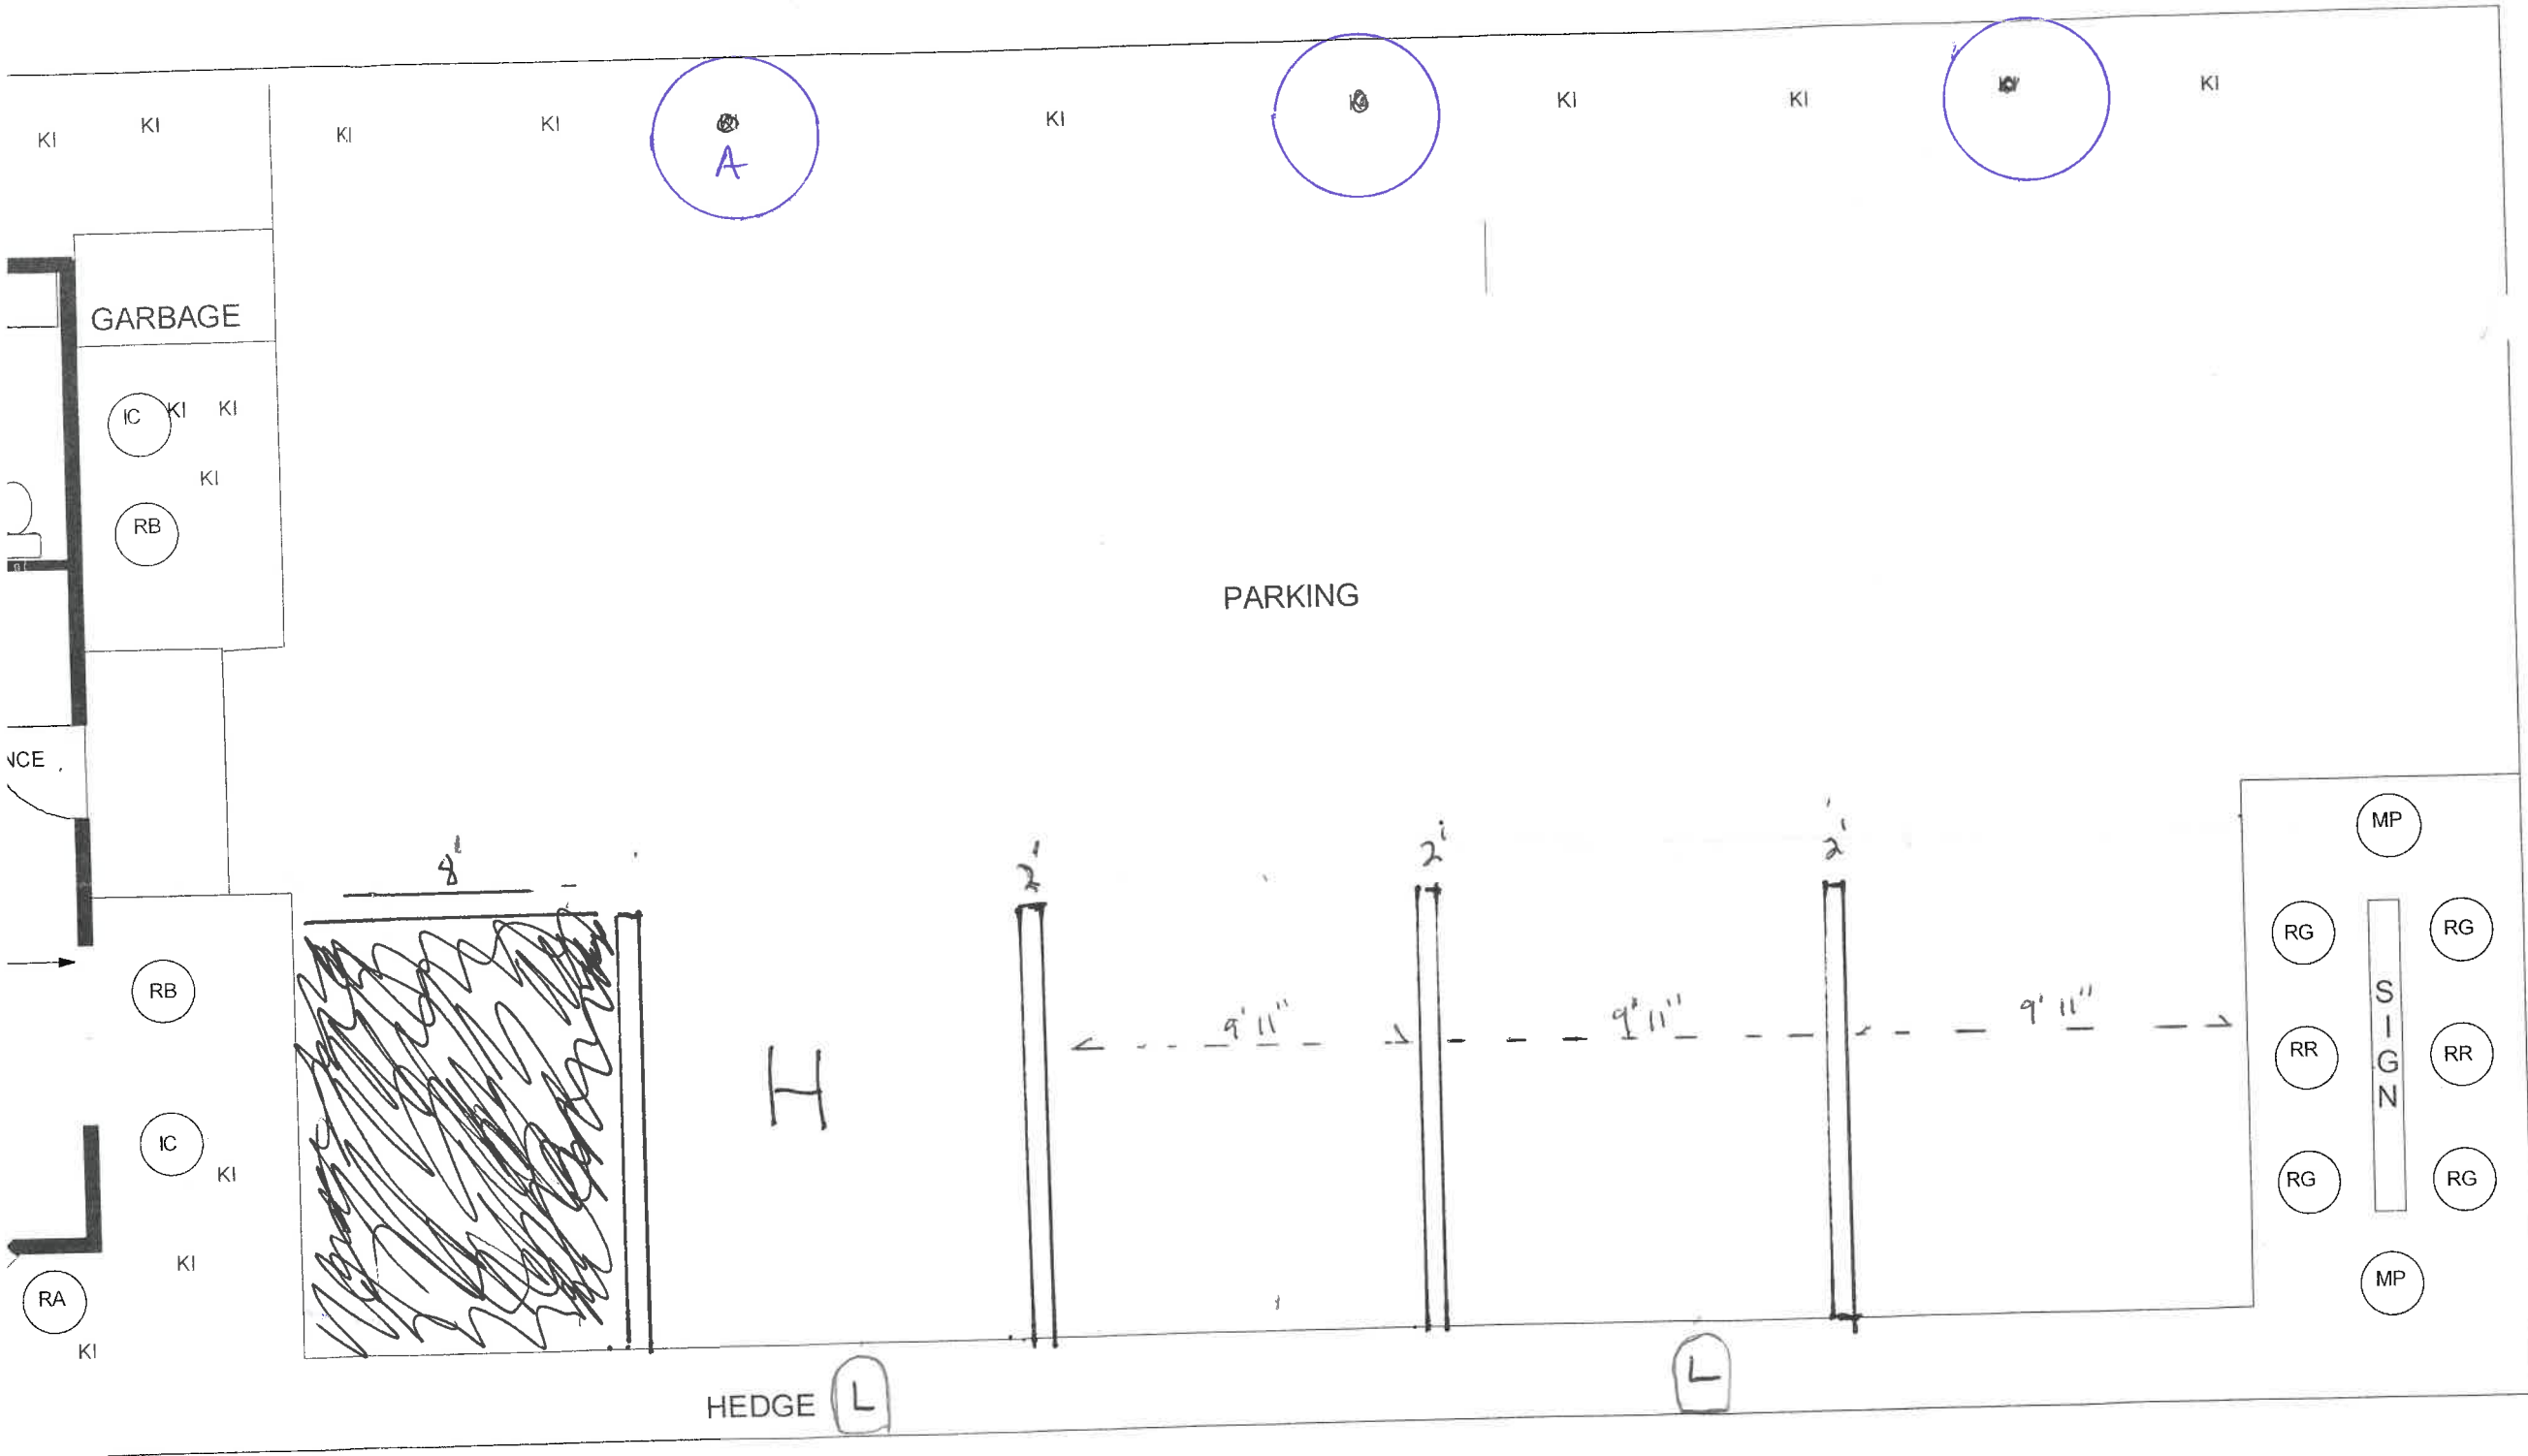 KI KI KI KI A KI KI KI KI
GARBAGE
IC KI KI
KI
RB
PARKING
NCE
8' 2' 2' 2' MP
RG RG
RB
9' 11" 9' 11" 9' 11"
SIGN
RR RR
H
IC
KI
RG RG
KI
MP
RA
KI
HEDGE L L